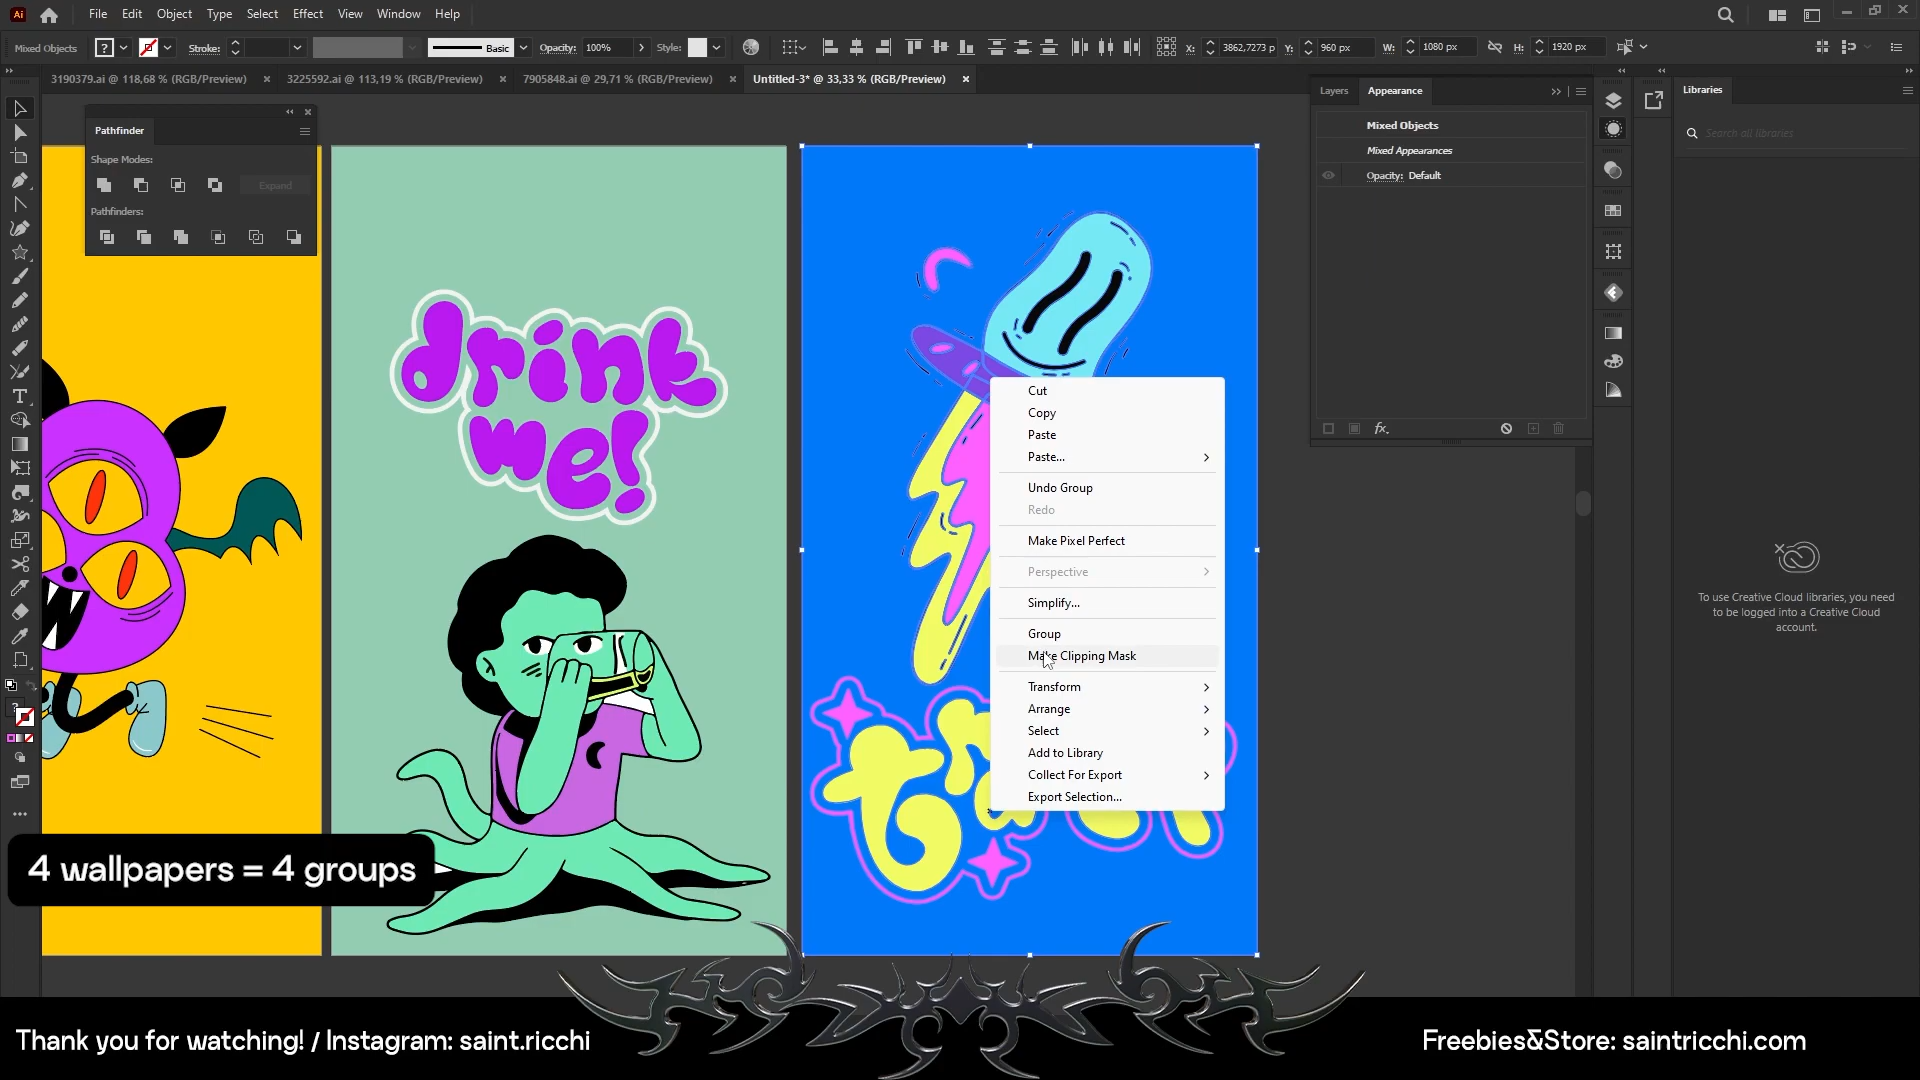 Ai
File Edit Object Type Select Effect View Window Help
Mixed Objects
?
Stroke:
Basic
Opacity: 100%
Style:
X: 3862,7273 p
Y: 960 px
W: 1080 px
H: 1920 px
3190379.ai @ 118,68 % (RGB/Preview) ×
3225592.ai @ 113,19 % (RGB/Preview) ×
7905848.ai @ 29,71 % (RGB/Preview) ×
Untitled-3* @ 33,33 % (RGB/Preview) ×
Pathfinder
Shape Modes:
Expand
Pathfinders:
Layers Appearance
Mixed Objects
Mixed Appearances
Opacity: Default
fx
Libraries
Search all libraries
To use Creative Cloud libraries, you need
to be logged into a Creative Cloud
account.
drink
me!
Cut
Copy
Paste
Paste...
Undo Group
Redo
Make Pixel Perfect
Perspective
Simplify...
Group
Make Clipping Mask
Transform
Arrange
Select
Add to Library
Collect For Export
Export Selection...
4 wallpapers = 4 groups
Thank you for watching! / Instagram: saint.ricchi
Freebies&Store: saintricchi.com